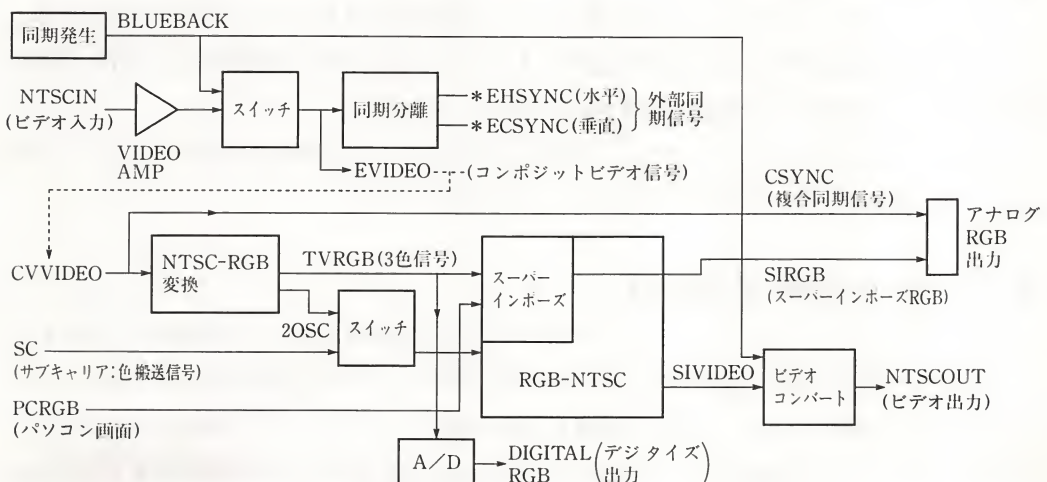 同期発生
BLUEBACK
NTSCIN
(ビデオ入力)
VIDEO
AMP
スイッチ
同期分離
*EHSYNC(水平)
*ECSYNC(垂直)
外部同
期信号
EVIDEO----(コンポジットビデオ信号)
CSYNC
(複合同期信号)
アナログ
RGB
出力
CVVIDEO
NTSC-RGB
変換
TVRGB(3色信号)
スーパー
インポーズ
SIRGB
(スーパーインポーズRGB)
2OSC
スイッチ
SC
(サブキャリア:色搬送信号)
RGB-NTSC
SIVIDEO
ビデオ
コンバート
NTSCOUT
(ビデオ出力)
PCRGB
(パソコン画面)
A/D
DIGITAL
RGB
(デジタイズ
出力)